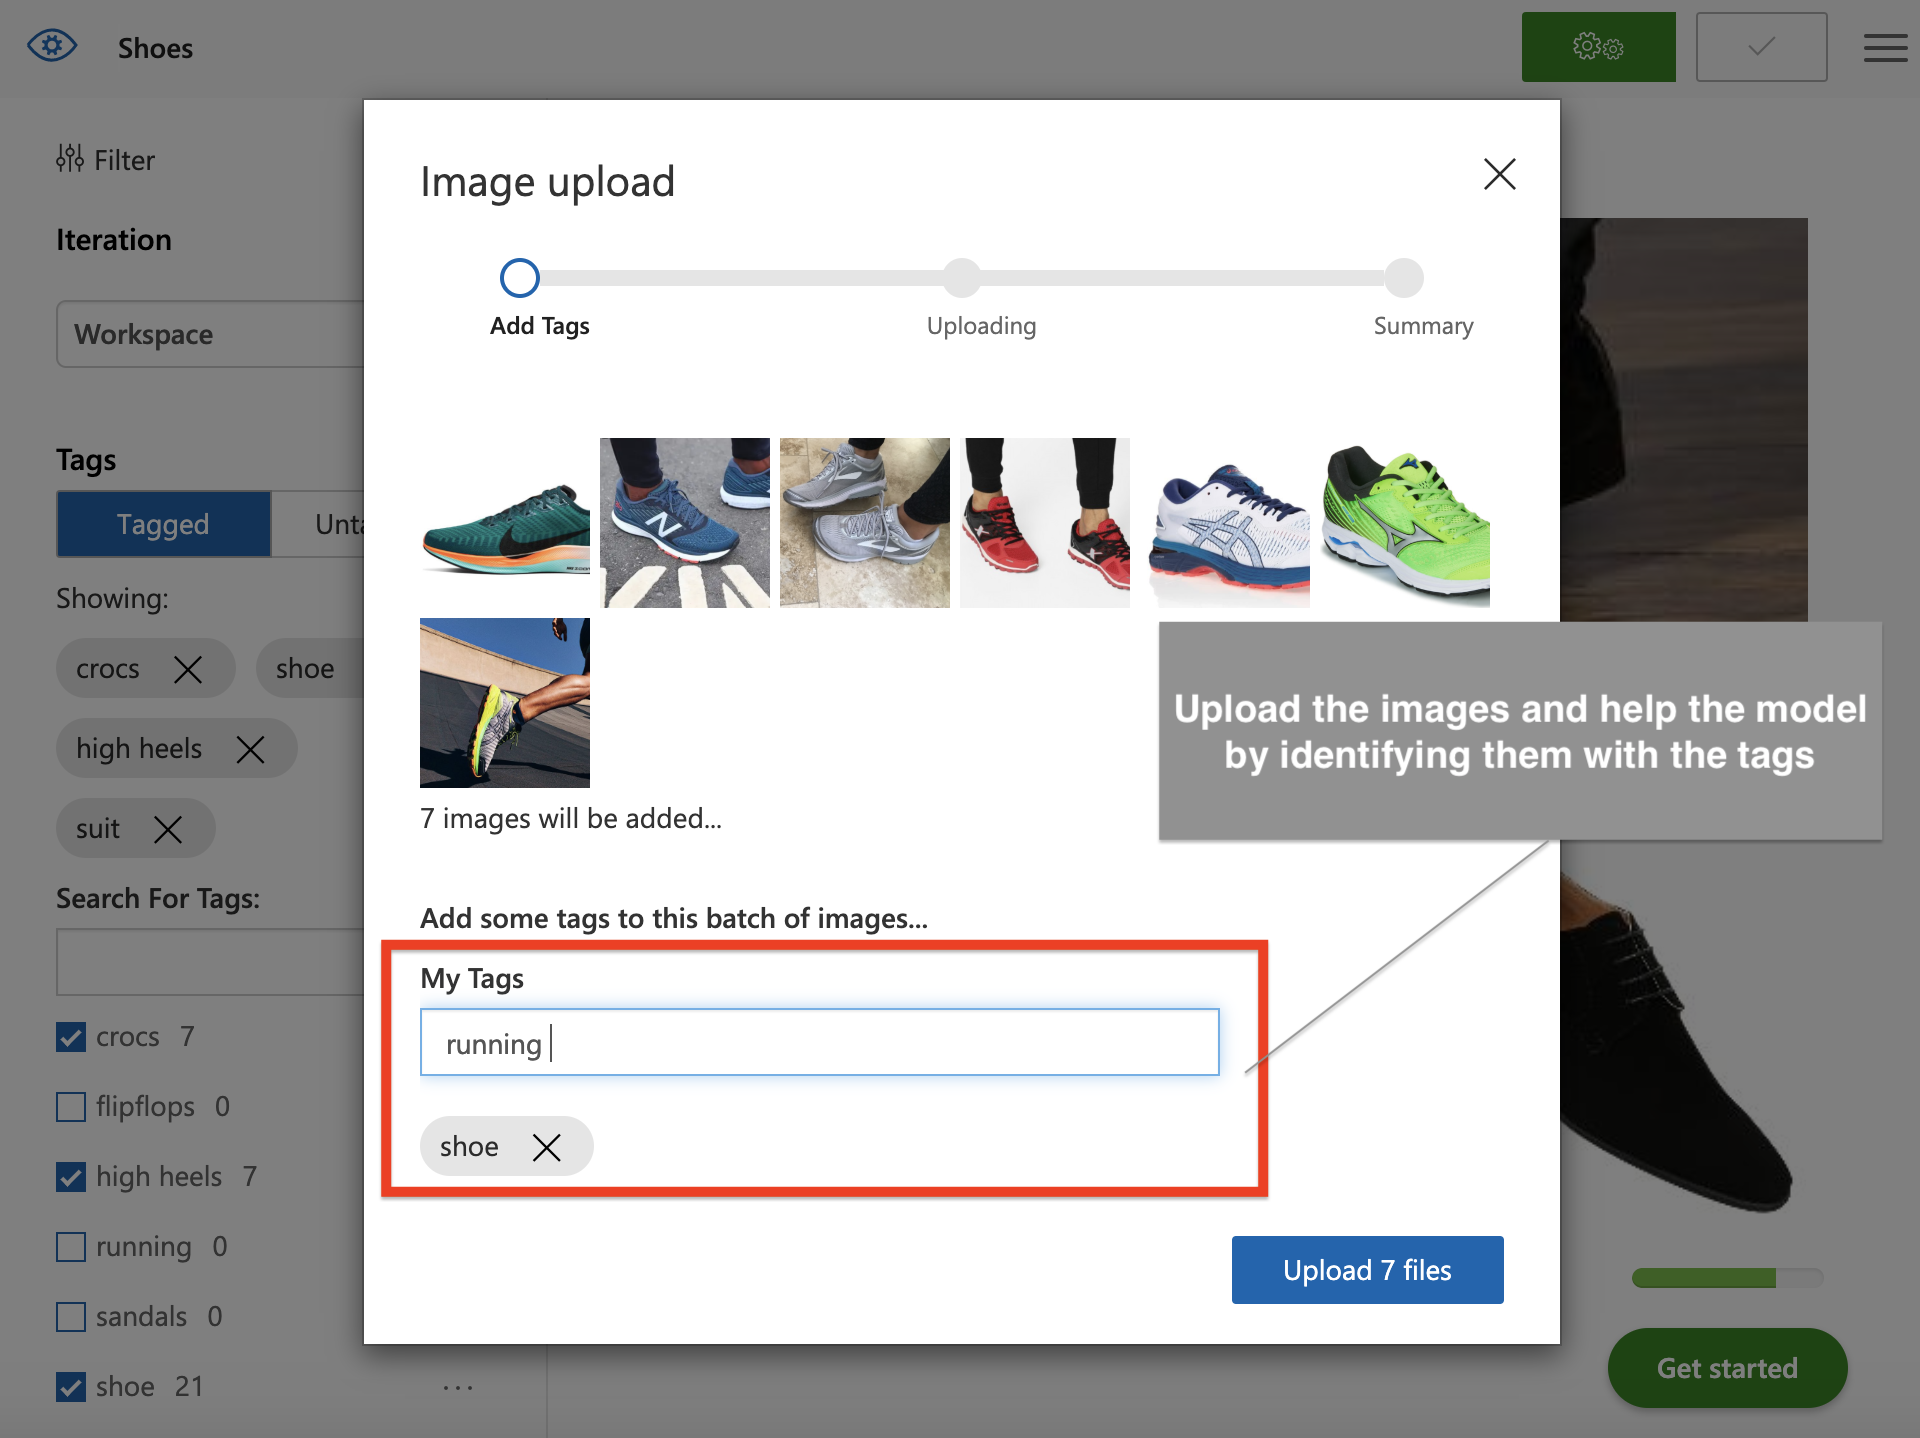 Shoes
Filter
Iteration
Workspace
Tags
Tagged
Showing:
crocs
shoe
high heels
suit
Search For Tags:
crocs 7
flipflops 0
high heels 7
running 0
sandals 0
shoe 21
...
Image upload
Add Tags
Uploading
Summary
N
7 images will be added...
Upload the images and help the model
by identifying them with the tags
Add some tags to this batch of images...
My Tags
running
shoe
Upload 7 files
Get started